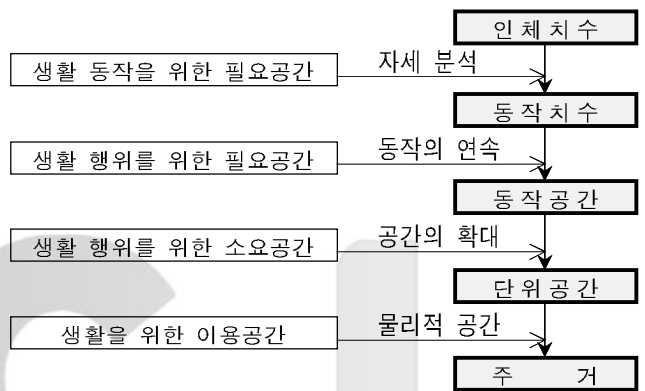 인체치수
자세 분석
생활 동작을 위한 필요공간
동작치수
동작의 연속
생활 행위를 위한 필요공간
동작공간
공간의 확대
생활 행위를 위한 소요공간
단위공간
물리적 공간
생활을 위한 이용공간
주 거